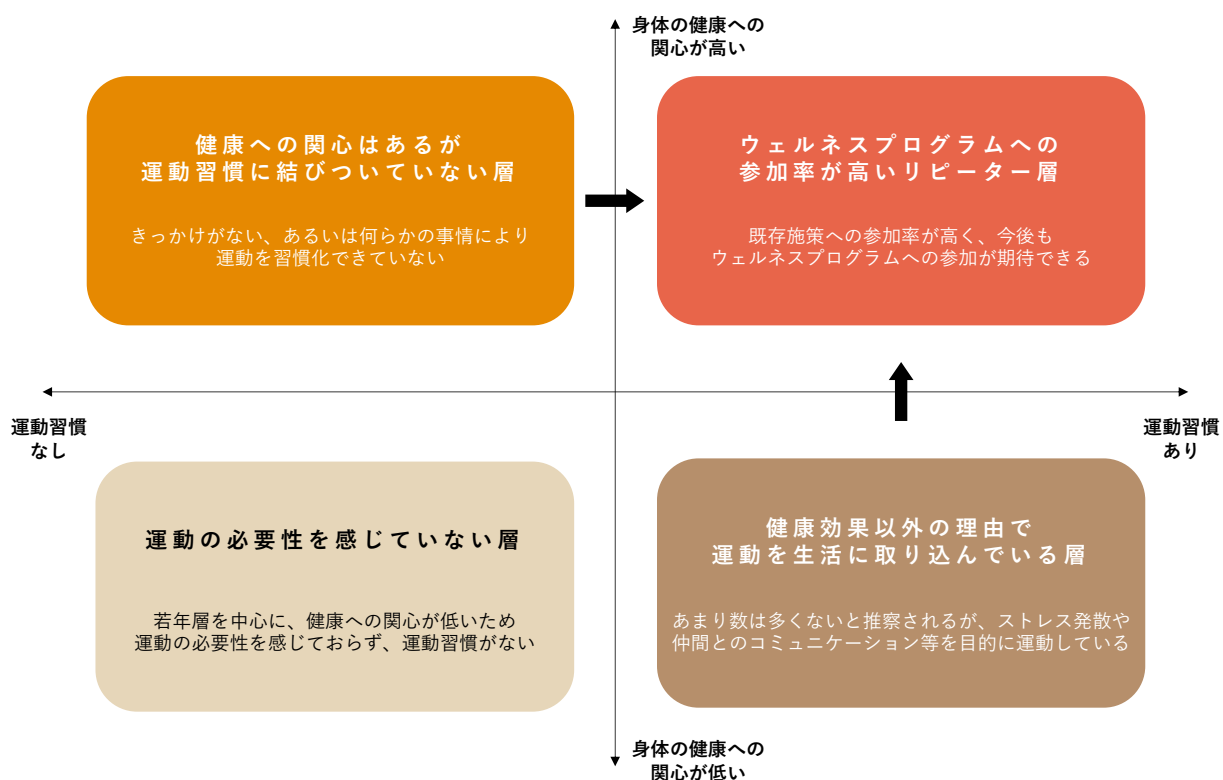 身体の健康への
関心が高い
健康への関心はあるが
運動習慣に結びついていない層
きっかけがない、あるいは何らかの事情により
運動を習慣化できていない
ウェルネスプログラムへの
参加率が高いリピーター層
既存施策への参加率が高く、今後も
ウェルネスプログラムへの参加が期待できる
運動習慣
なし
運動習慣
あり
運動の必要性を感じていない層
若年層を中心に、健康への関心が低いため
運動の必要性を感じておらず、運動習慣がない
健康効果以外の理由で
運動を生活に取り込んでいる層
あまり数は多くないと推察されるが、ストレス発散や
仲間とのコミュニケーション等を目的に運動している
身体の健康への
関心が低い